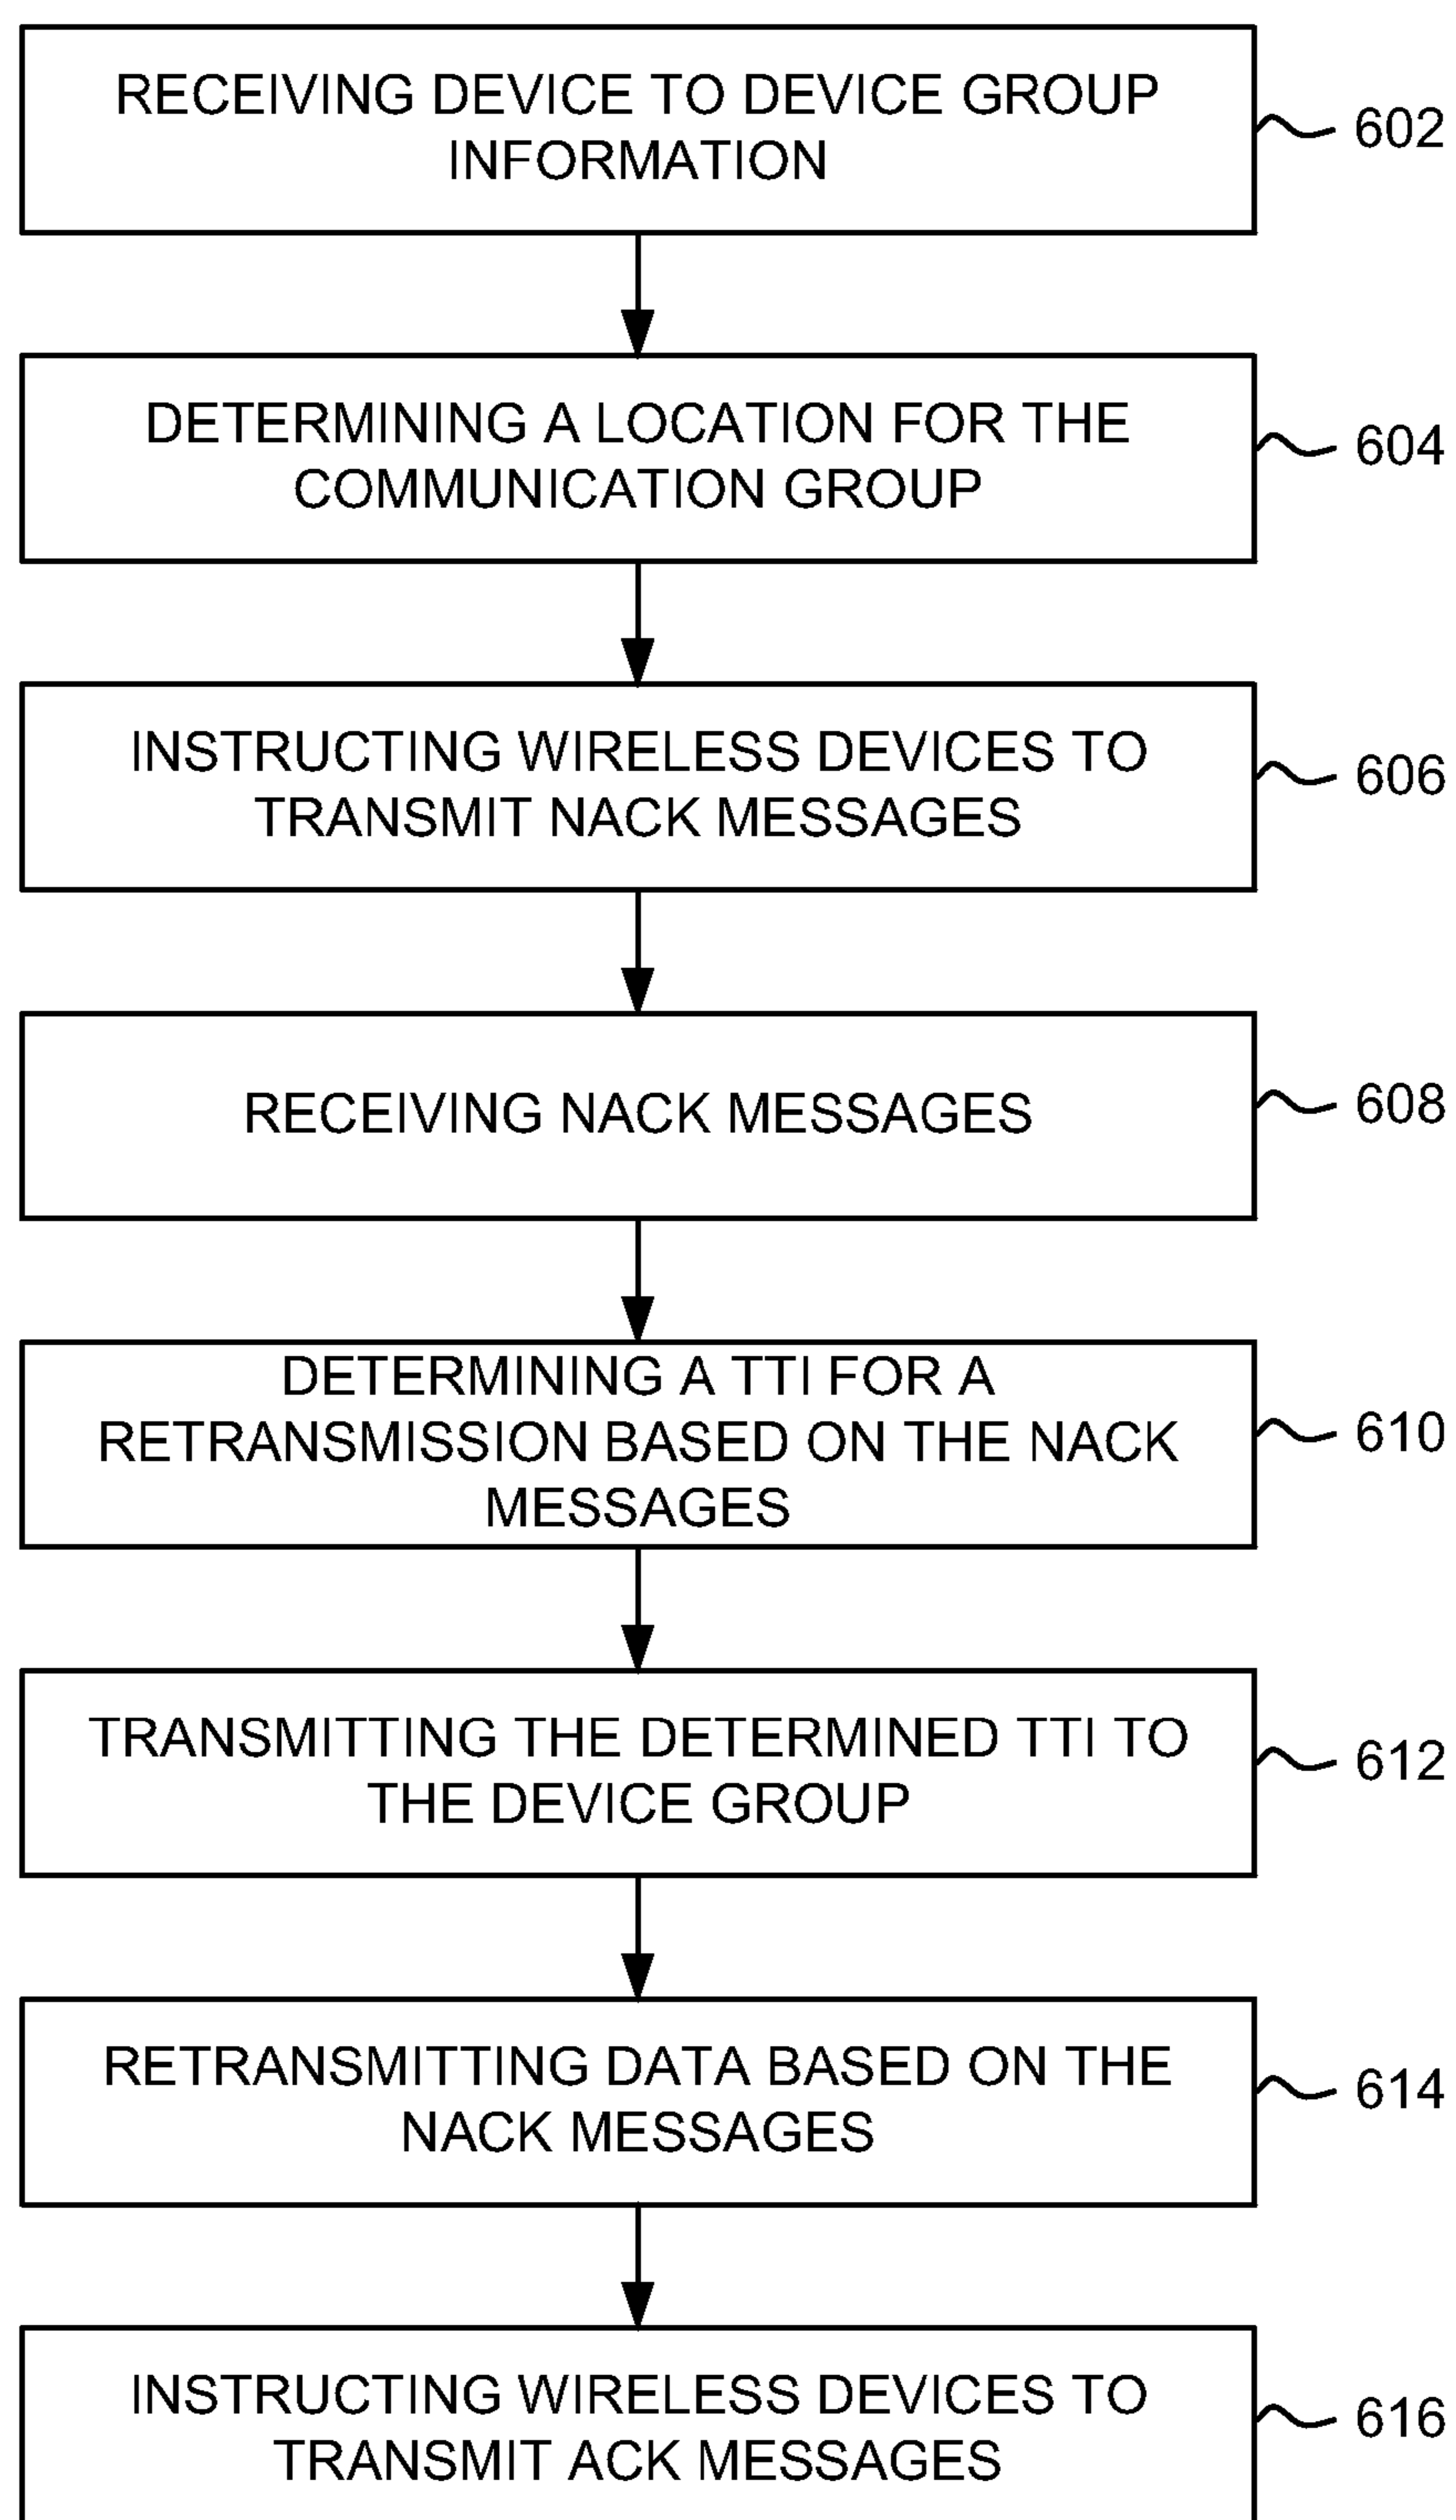 RECEIVING DEVICE TO DEVICE GROUP
INFORMATION
602
DETERMINING A LOCATION FOR THE
COMMUNICATION GROUP
604
INSTRUCTING WIRELESS DEVICES TO
TRANSMIT NACK MESSAGES
606
RECEIVING NACK MESSAGES
608
DETERMINING A TTI FOR A
RETRANSMISSION BASED ON THE NACK
MESSAGES
610
TRANSMITTING THE DETERMINED TTI TO
THE DEVICE GROUP
612
RETRANSMITTING DATA BASED ON THE
NACK MESSAGES
614
INSTRUCTING WIRELESS DEVICES TO
TRANSMIT ACK MESSAGES
616